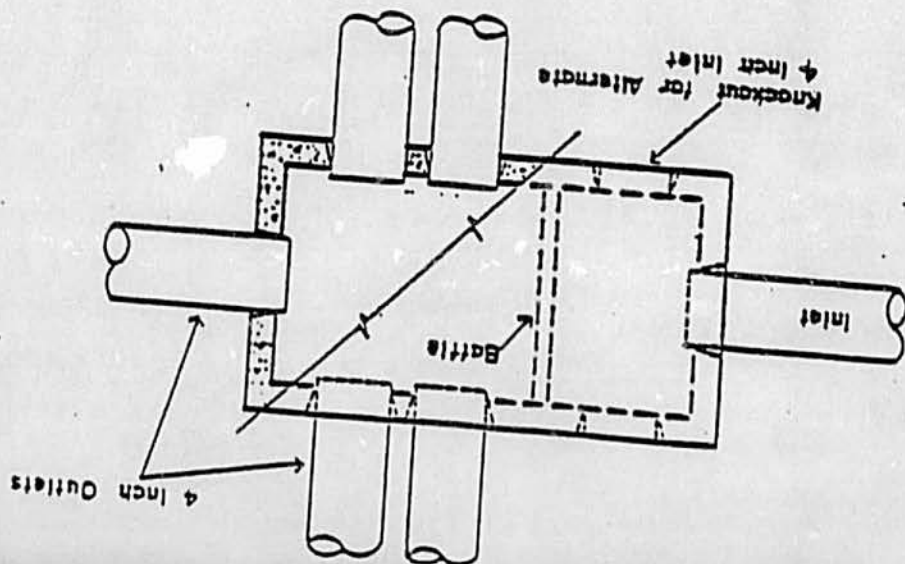 4 Inch Outlets
Inlet
Baffle
Knockout for Alternate
4 Inch Inlet